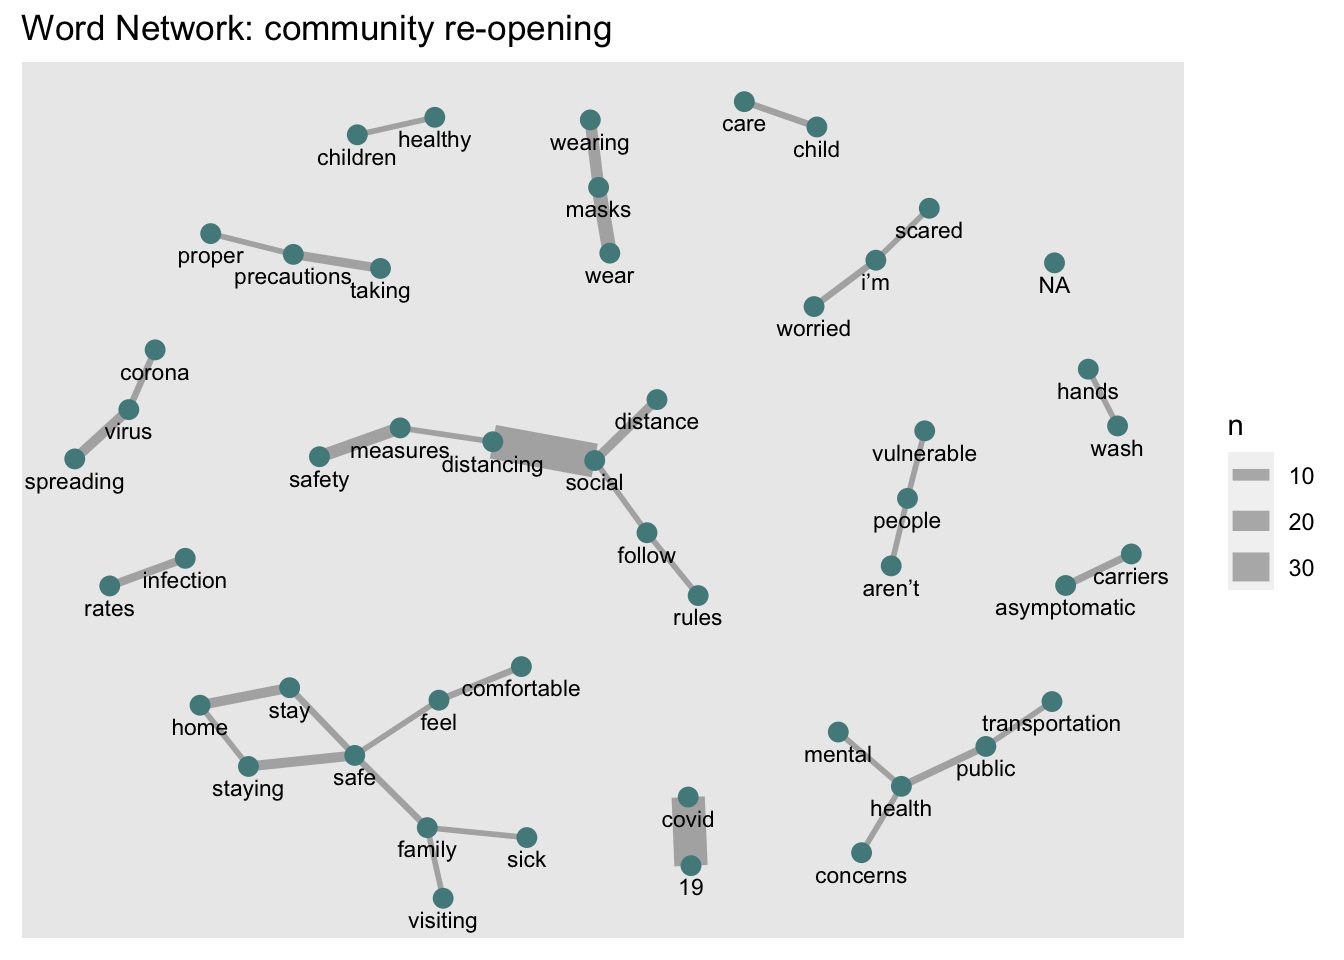 Word Network: community re-opening
care
child
healthy
children
wearing
masks
wear
scared
i’m
worried
proper
precautions
taking
NA
corona
virus
spreading
hands
wash
distance
measures
distancing
safety
social
follow
rules
vulnerable
people
aren’t
infection
rates
carriers
asymptomatic
n
10
20
30
comfortable
stay
feel
home
safe
staying
family
sick
visiting
covid
19
transportation
mental
public
health
concerns